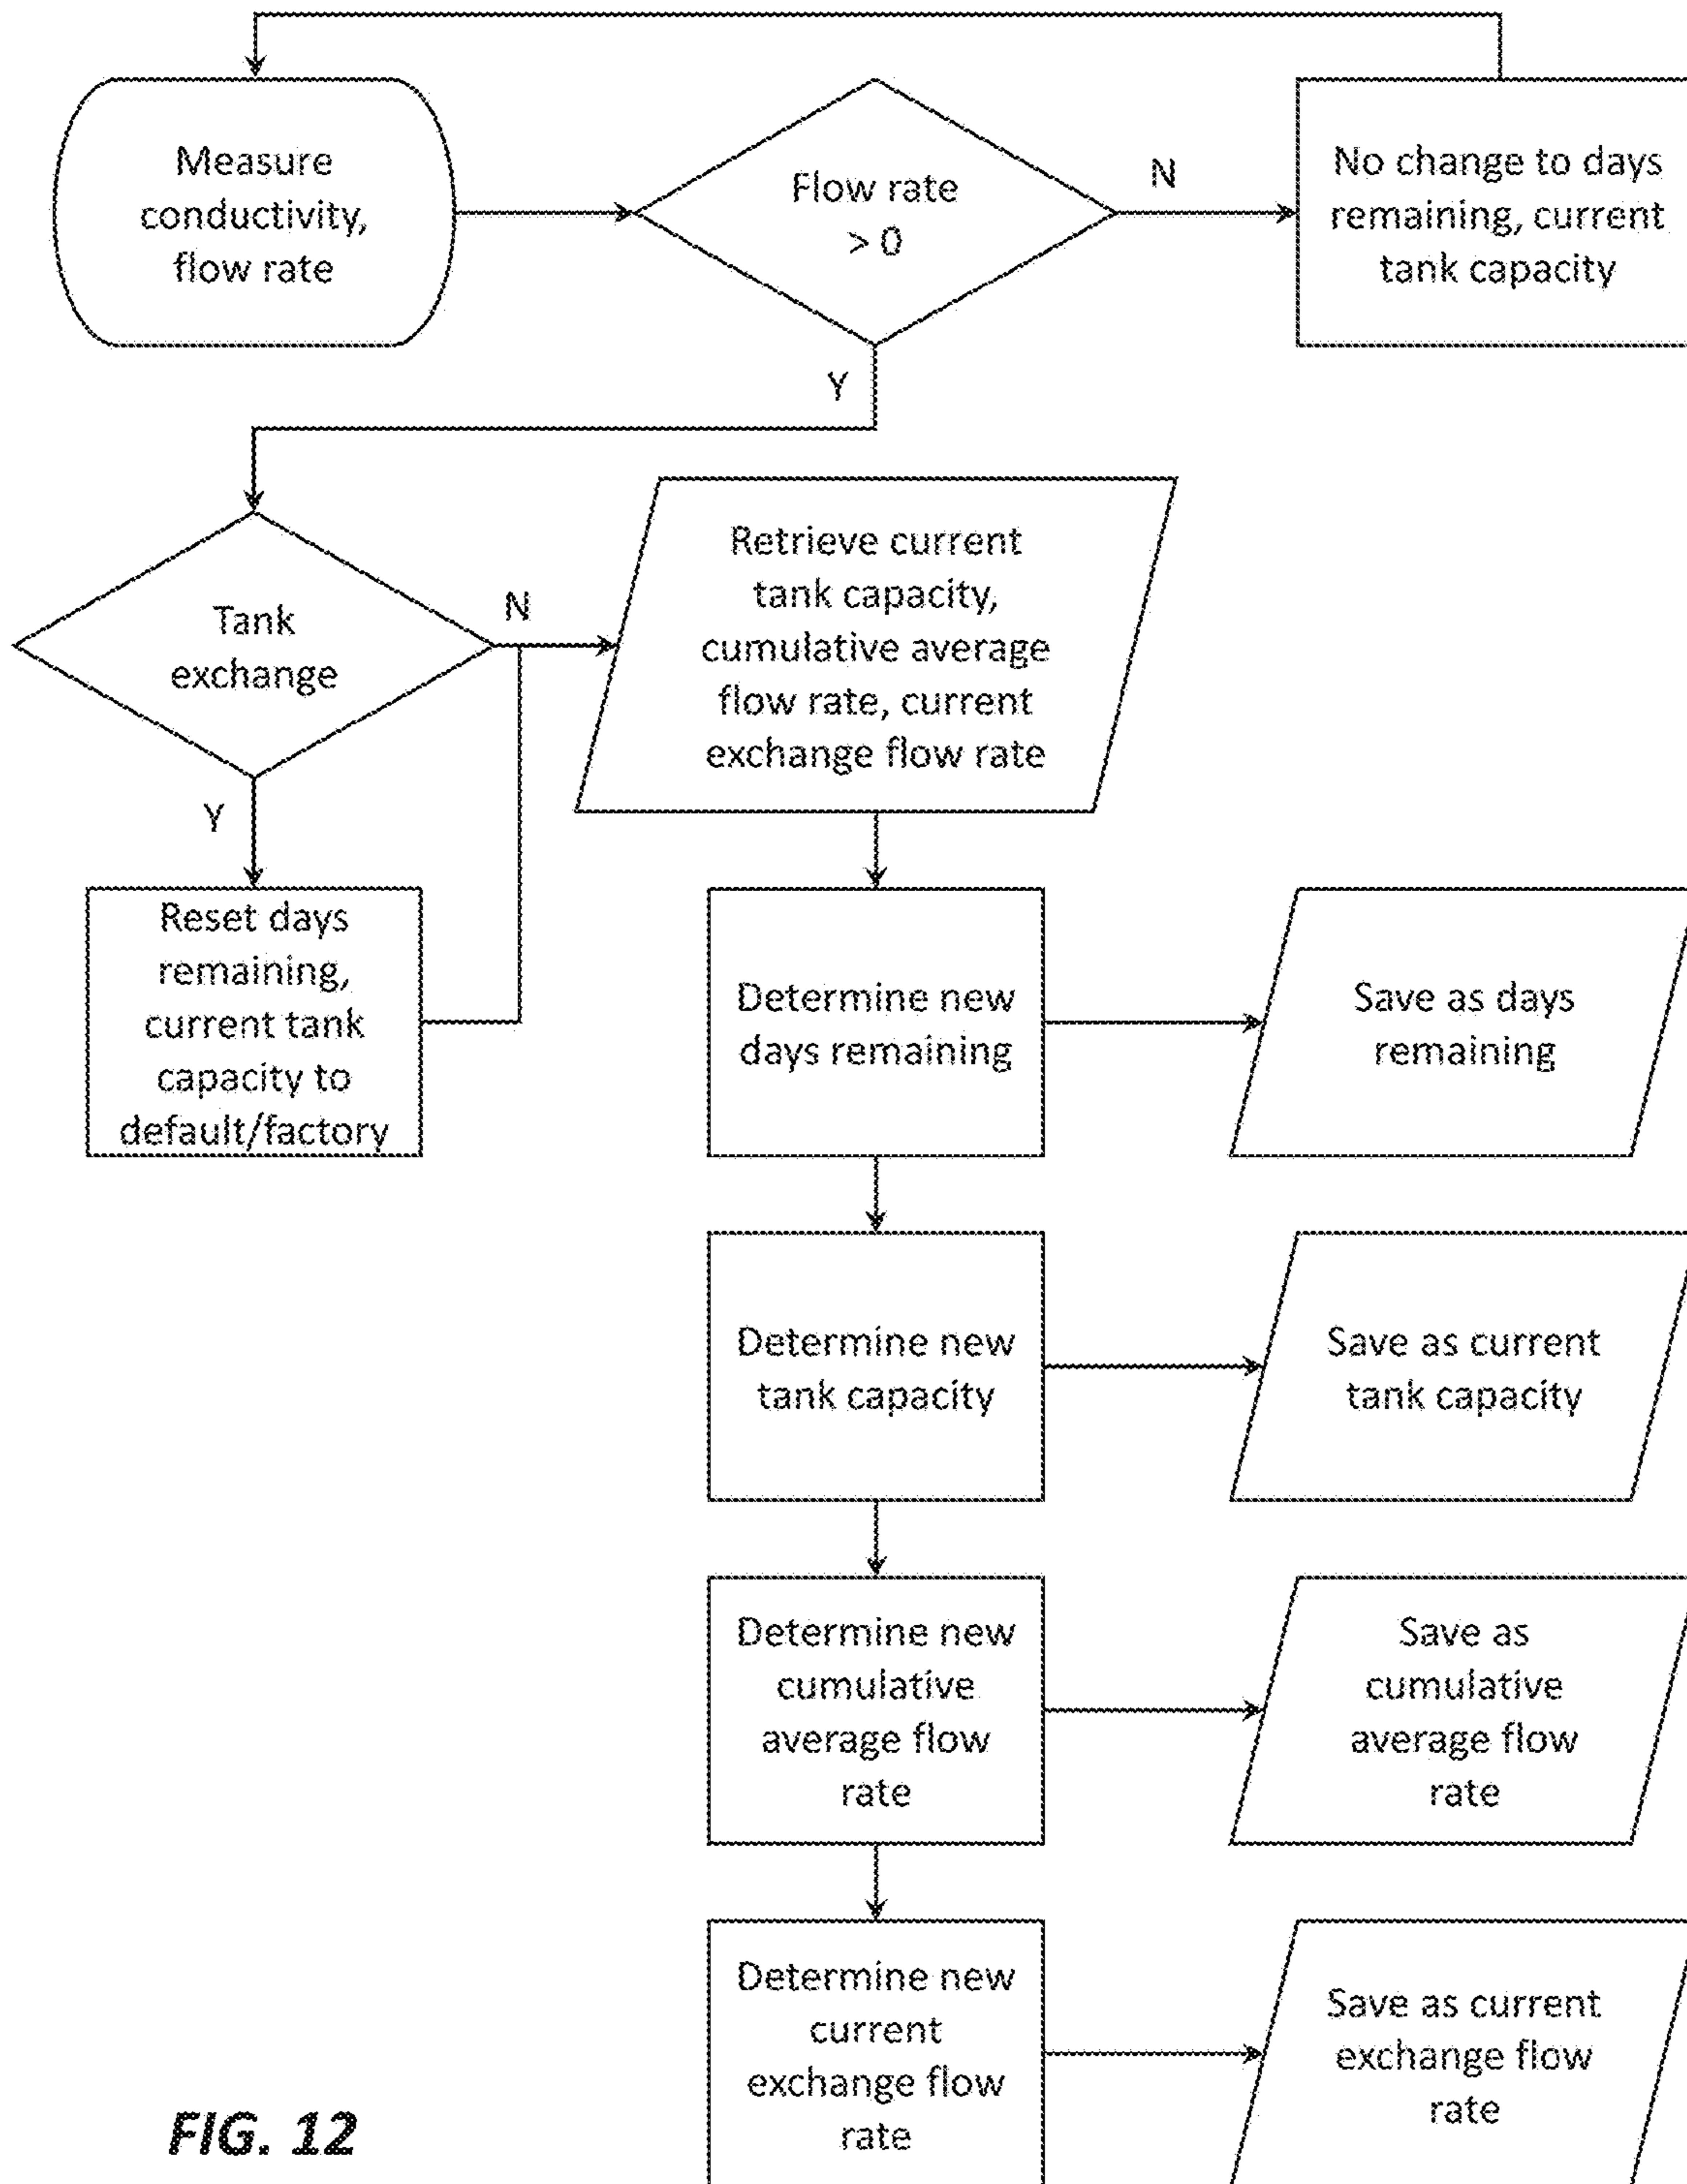 Measure
conductivity,
flow rate
Flow rate
> 0
N
No change to days
remaining, current
tank capacity
Y
Tank
exchange
N
Retrieve current
tank capacity,
cumulative average
flow rate, current
exchange flow rate
Y
Reset days
remaining,
current tank
capacity to
default/factory
Determine new
days remaining
Save as days
remaining
Determine new
tank capacity
Save as current
tank capacity
Determine new
cumulative
average flow
rate
Save as
cumulative
average flow
rate
Determine new
current
exchange flow
rate
Save as current
exchange flow
rate
FIG. 12